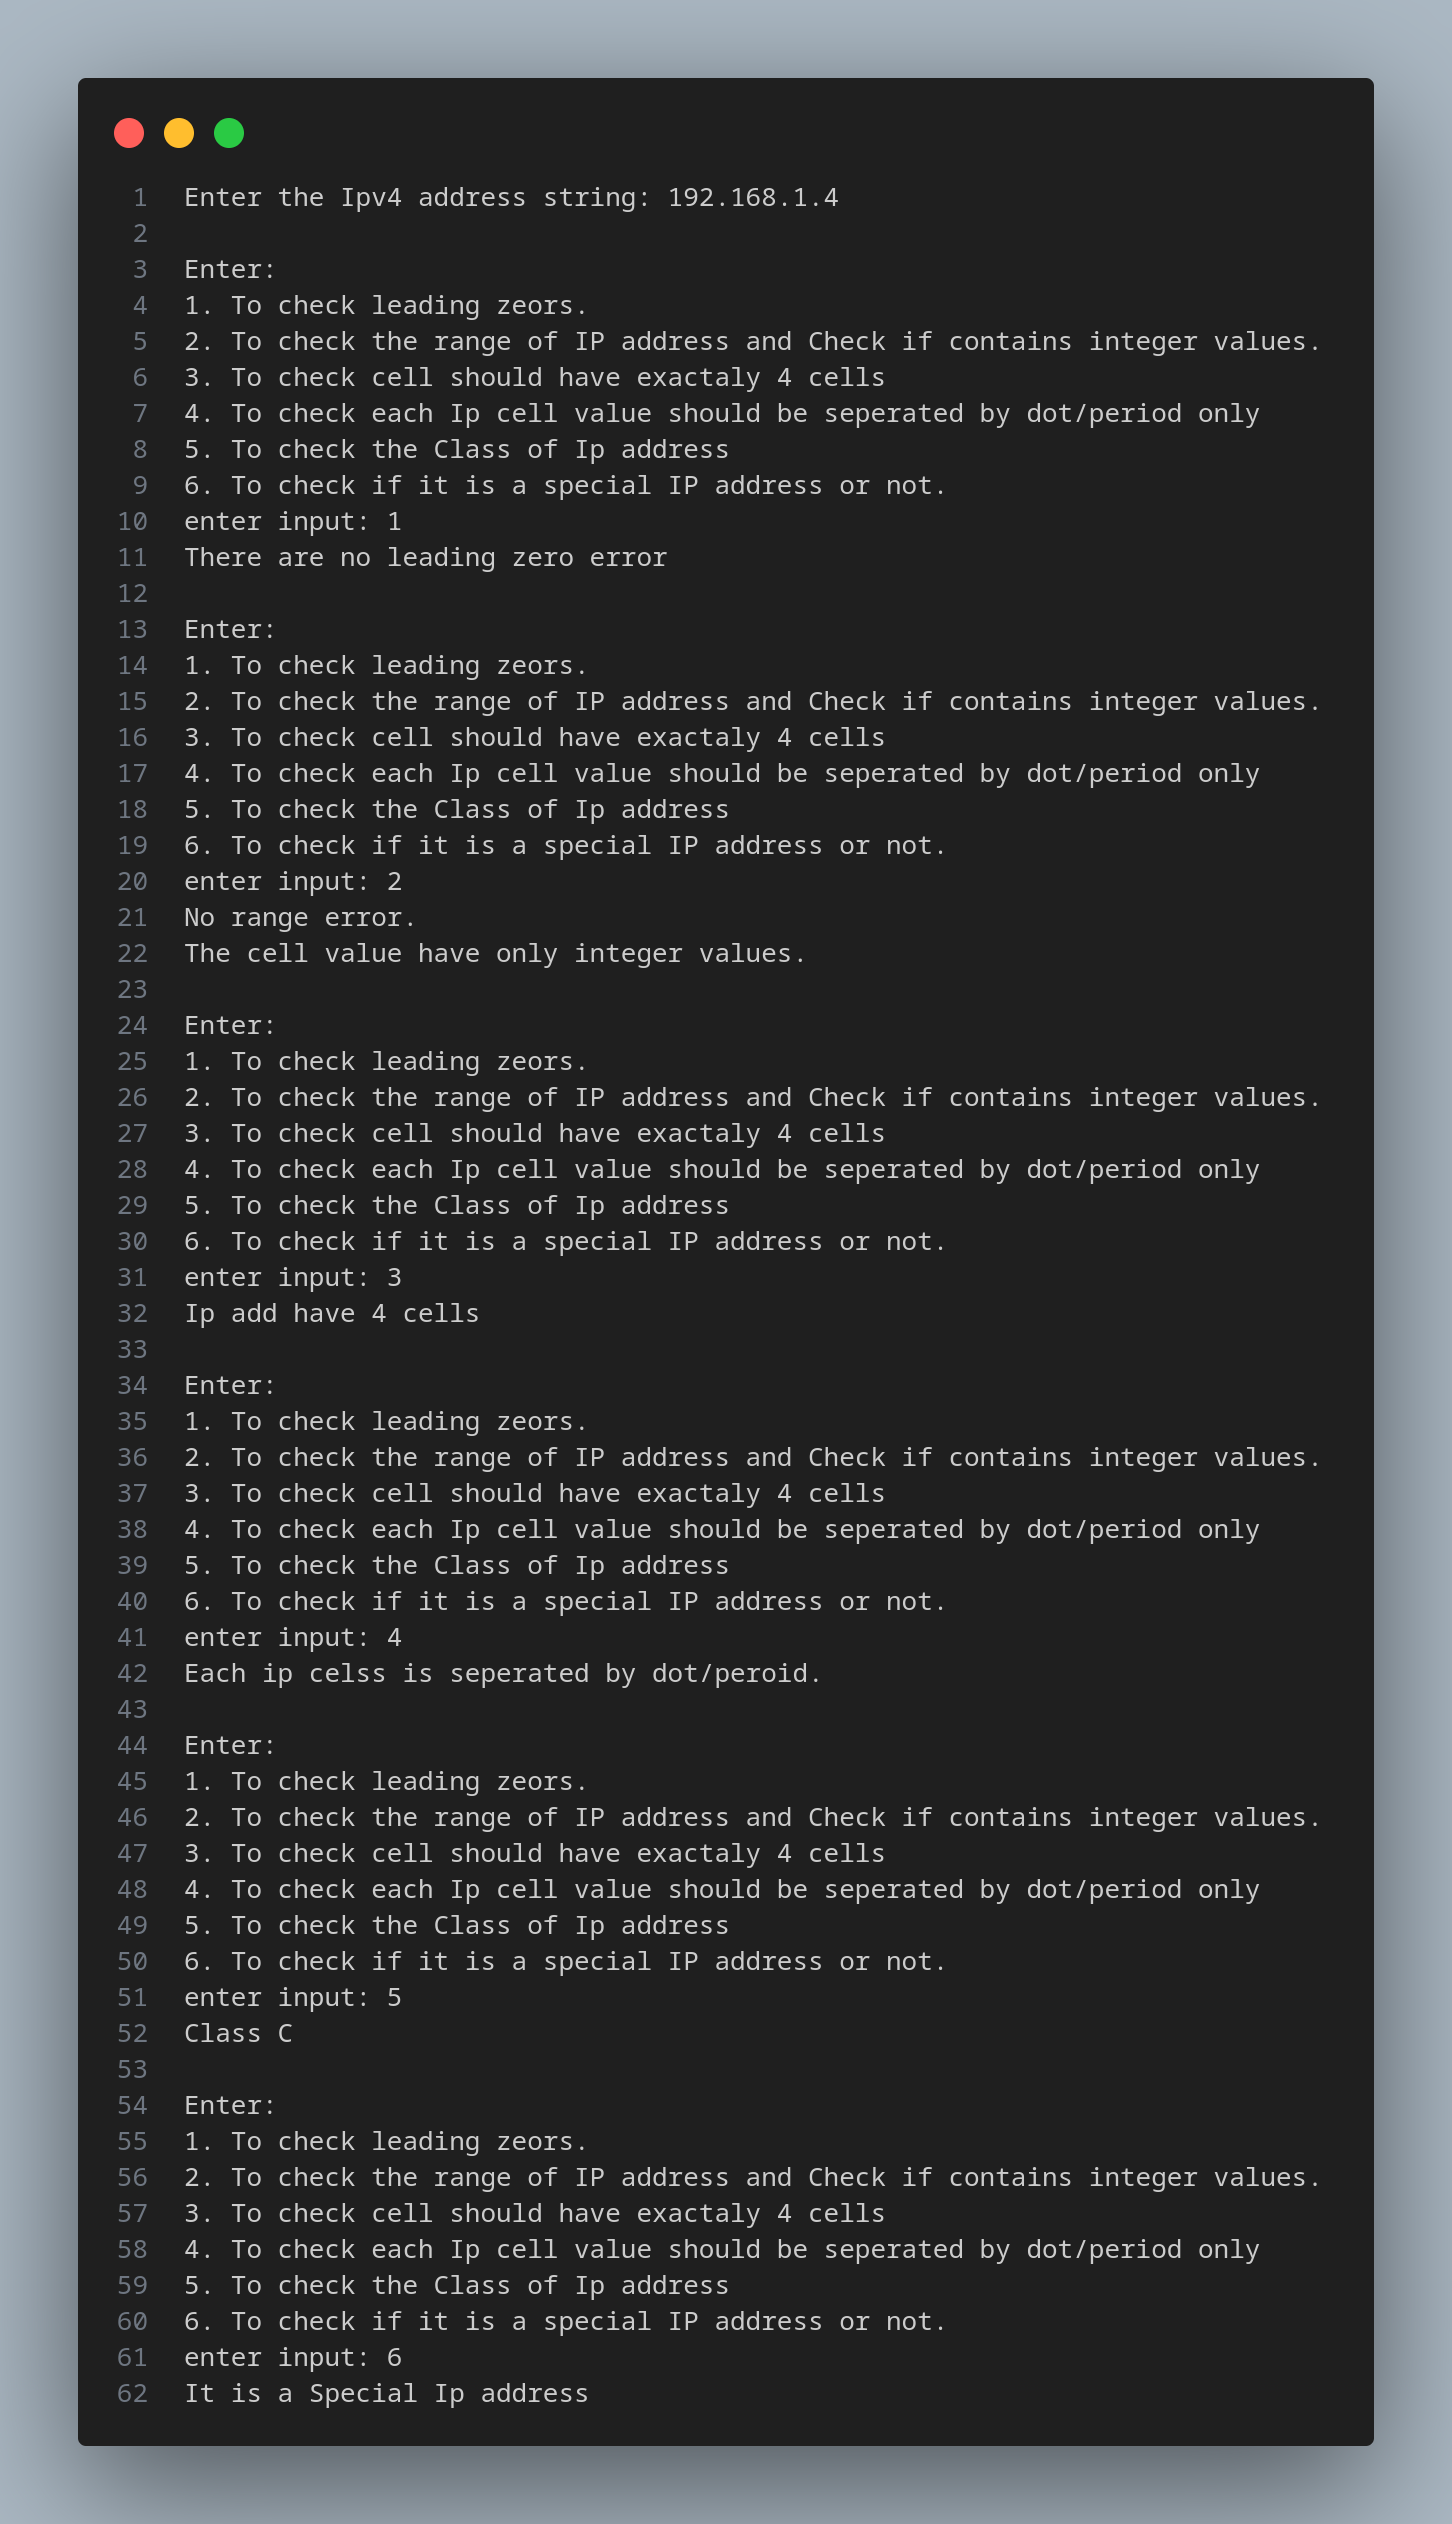 1 Enter the Ipv4 address string: 192.168.1.4
2
3 Enter:
4 1. To check leading zeors.
5 2. To check the range of IP address and Check if contains integer values.
6 3. To check cell should have exactaly 4 cells
7 4. To check each Ip cell value should be seperated by dot/period only
8 5. To check the Class of Ip address
9 6. To check if it is a special IP address or not.
10 enter input: 1
11 There are no leading zero error
12
13 Enter:
14 1. To check leading zeors.
15 2. To check the range of IP address and Check if contains integer values.
16 3. To check cell should have exactaly 4 cells
17 4. To check each Ip cell value should be seperated by dot/period only
18 5. To check the Class of Ip address
19 6. To check if it is a special IP address or not.
20 enter input: 2
21 No range error.
22 The cell value have only integer values.
23
24 Enter:
25 1. To check leading zeors.
26 2. To check the range of IP address and Check if contains integer values.
27 3. To check cell should have exactaly 4 cells
28 4. To check each Ip cell value should be seperated by dot/period only
29 5. To check the Class of Ip address
30 6. To check if it is a special IP address or not.
31 enter input: 3
32 Ip add have 4 cells
33
34 Enter:
35 1. To check leading zeors.
36 2. To check the range of IP address and Check if contains integer values.
37 3. To check cell should have exactaly 4 cells
38 4. To check each Ip cell value should be seperated by dot/period only
39 5. To check the Class of Ip address
40 6. To check if it is a special IP address or not.
41 enter input: 4
42 Each ip celss is seperated by dot/peroid.
43
44 Enter:
45 1. To check leading zeors.
46 2. To check the range of IP address and Check if contains integer values.
47 3. To check cell should have exactaly 4 cells
48 4. To check each Ip cell value should be seperated by dot/period only
49 5. To check the Class of Ip address
50 6. To check if it is a special IP address or not.
51 enter input: 5
52 Class C
53
54 Enter:
55 1. To check leading zeors.
56 2. To check the range of IP address and Check if contains integer values.
57 3. To check cell should have exactaly 4 cells
58 4. To check each Ip cell value should be seperated by dot/period only
59 5. To check the Class of Ip address
60 6. To check if it is a special IP address or not.
61 enter input: 6
62 It is a Special Ip address